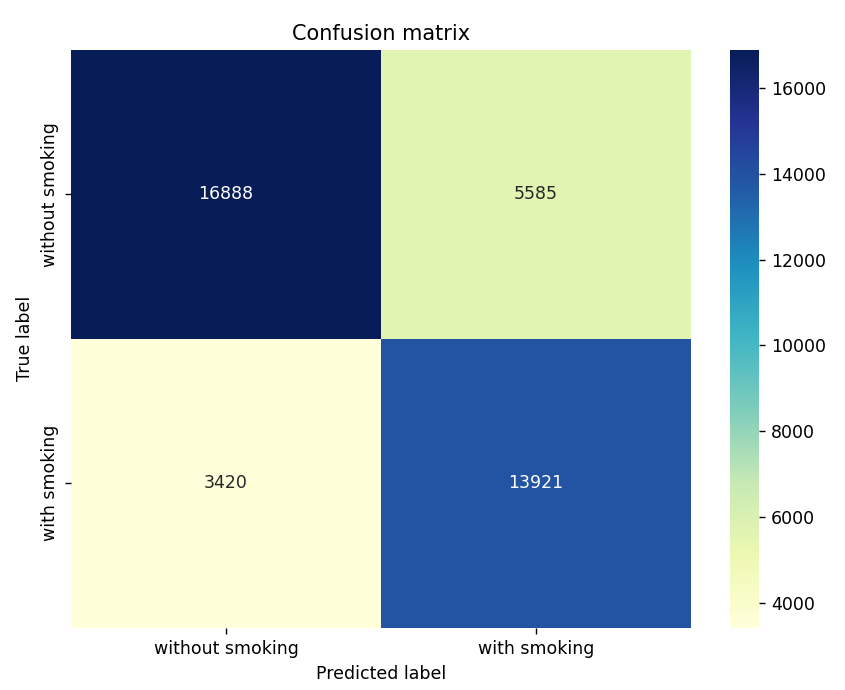 Confusion matrix
True label
without smoking
with smoking
16888
5585
3420
13921
without smoking
with smoking
Predicted label
16000
14000
12000
10000
8000
6000
4000